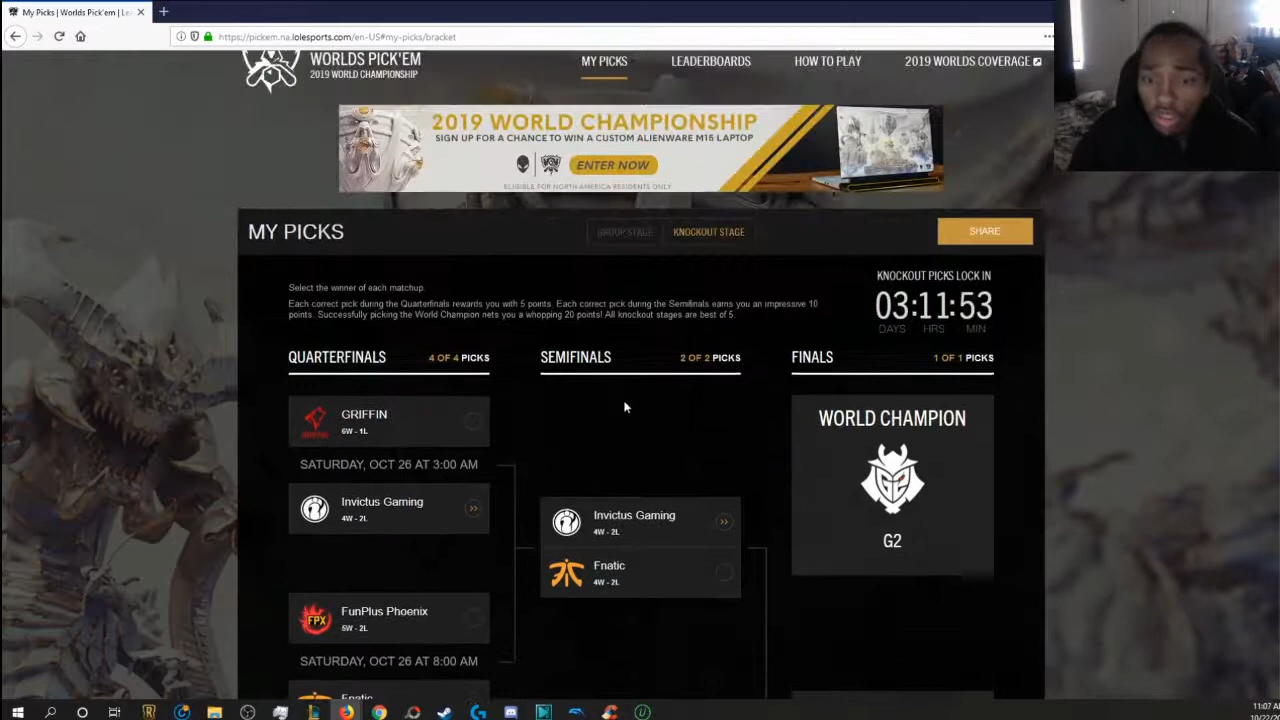 My Picks | Worlds Pick'em | Le
https://pickem.na.lolesports.com/en-US#my-picks/bracket
WORLDS PICK'EM
2019 WORLD CHAMPIONSHIP
MY PICKS
LEADERBOARDS
HOW TO PLAY
2019 WORLDS COVERAGE
2019 WORLD CHAMPIONSHIP
SIGN UP FOR A CHANCE TO WIN A CUSTOM ALIENWARE M15 LAPTOP
ENTER NOW
ELIGIBLE FOR NORTH AMERICA RESIDENTS ONLY
MY PICKS
GROUP STAGE
KNOCKOUT STAGE
SHARE
Select the winner of each matchup.
Each correct pick during the Quarterfinals rewards you with 5 points. Each correct pick during the Semifinals earns you an impressive 10
points. Successfully picking the World Champion nets you a whopping 20 points! All knockout stages are best of 5.
KNOCKOUT PICKS LOCK IN
03:11:53
DAYS HRS MIN
QUARTERFINALS
4 OF 4 PICKS
SEMIFINALS
2 OF 2 PICKS
FINALS
1 OF 1 PICKS
GRIFFIN
6W - 1L
SATURDAY, OCT 26 AT 3:00 AM
Invictus Gaming
4W - 2L
FunPlus Phoenix
5W - 2L
SATURDAY, OCT 26 AT 8:00 AM
Fnatic
Invictus Gaming
4W - 2L
Fnatic
4W - 2L
WORLD CHAMPION
G2
11:07 A
10/22/2